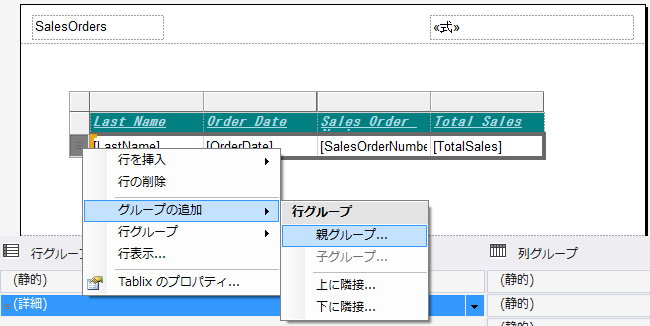 SalesOrders
«式»
Last Name
Order Date
Sales Order
Total Sales
[LastName]
[OrderDate]
[SalesOrderNumbe
[TotalSales]
行を挿入
行の削除
グループの追加
行グループ
行表示...
Tablix のプロパティ...
行グループ
親グループ...
子グループ...
上に隣接...
下に隣接...
行グルー
列グループ
(静的)
(静的)
(詳細)
(静的)
(静的)